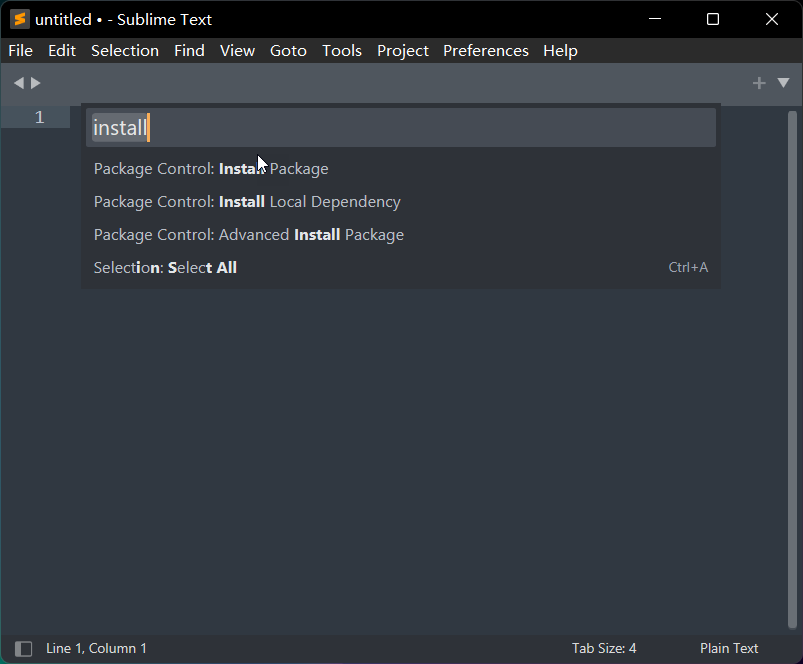 untitled • - Sublime Text
File Edit Selection Find View Goto Tools Project Preferences Help
1
install
Package Control: Install Package
Package Control: Install Local Dependency
Package Control: Advanced Install Package
Selection: Select All Ctrl+A
Line 1, Column 1 Tab Size: 4 Plain Text